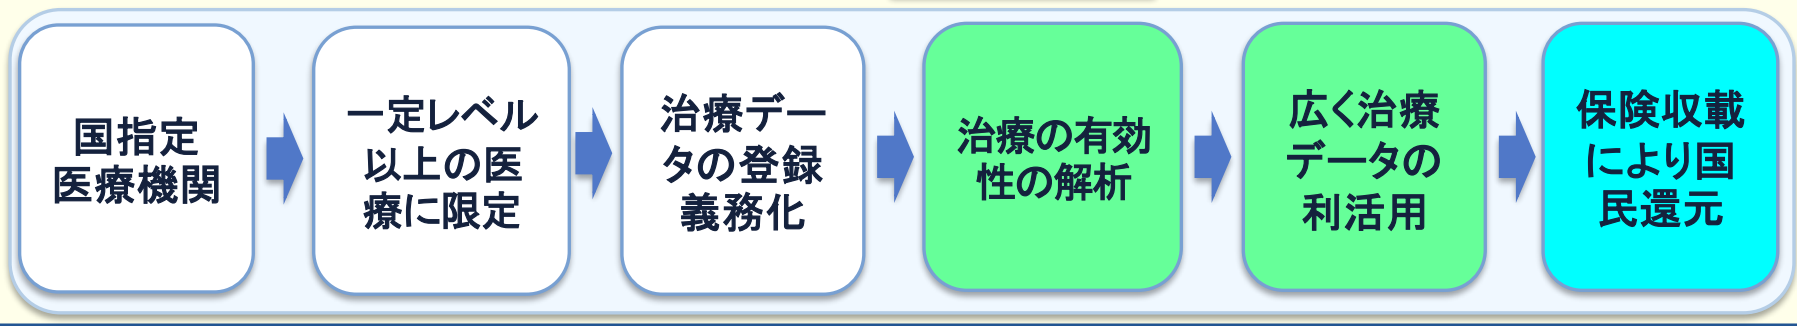 国指定
医療機関
一定レベル
以上の医
療に限定
治療デー
タの登録
義務化
治療の有効
性の解析
広く治療
データの
利活用
保険収載
により国
民還元